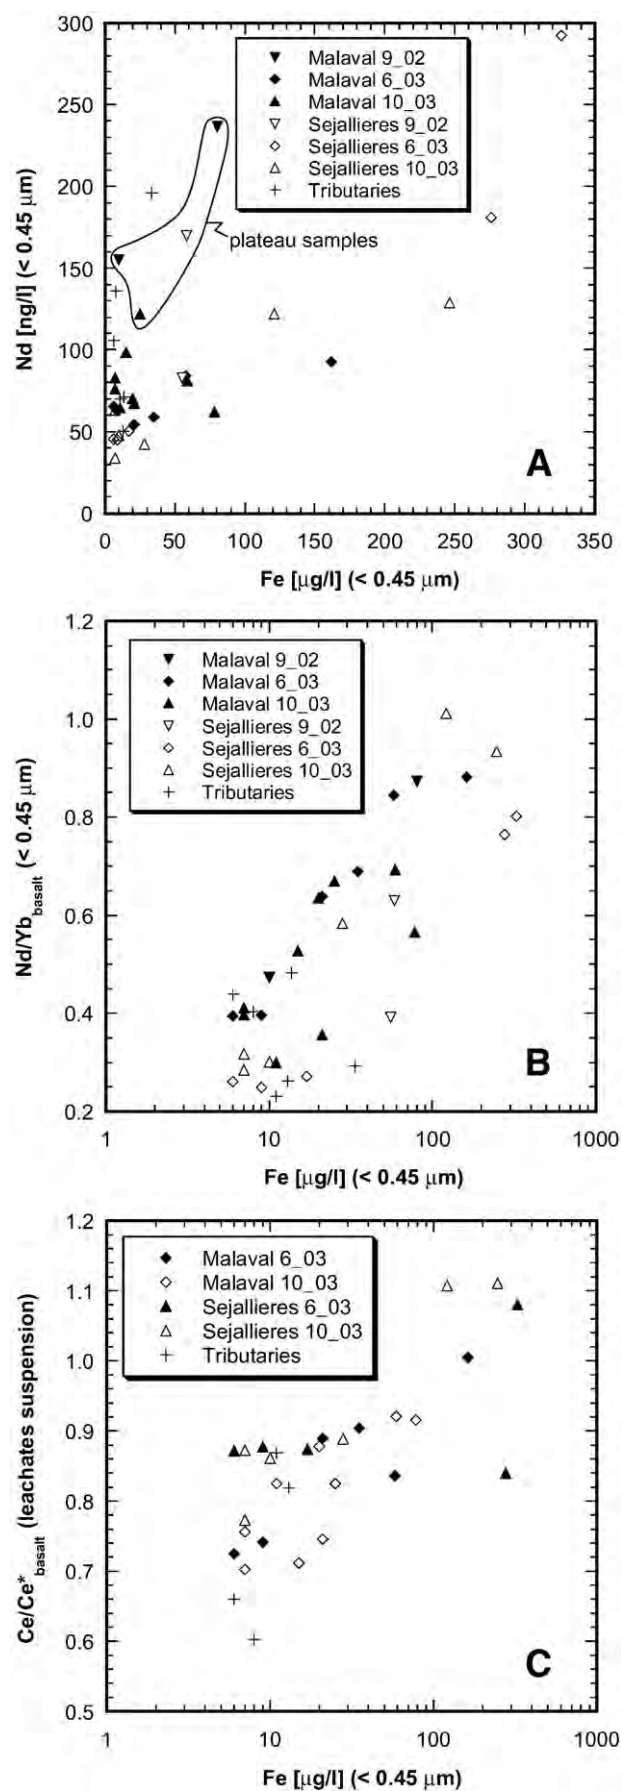 300
250
200
150
100
50
0
Nd [ng/l] (< 0.45 μm)
Malaval 9_02
Malaval 6_03
Malaval 10_03
Sejallieres 9_02
Sejallieres 6_03
Sejallieres 10_03
Tributaries
plateau samples
A
0 50 100 150 200 250 300 350
Fe [μg/l] (< 0.45 μm)
1.2
1.0
0.8
0.6
0.4
0.2
Nd/Yb basalt (< 0.45 μm)
Malaval 9_02
Malaval 6_03
Malaval 10_03
Sejallieres 9_02
Sejallieres 6_03
Sejallieres 10_03
Tributaries
B
1 10 100 1000
Fe [μg/l] (< 0.45 μm)
1.2
1.1
1.0
0.9
0.8
0.7
0.6
0.5
Ce/Ce* basalt (leachates suspension)
Malaval 6_03
Malaval 10_03
Sejallieres 6_03
Sejallieres 10_03
Tributaries
C
1 10 100 1000
Fe [μg/l] (< 0.45 μm)